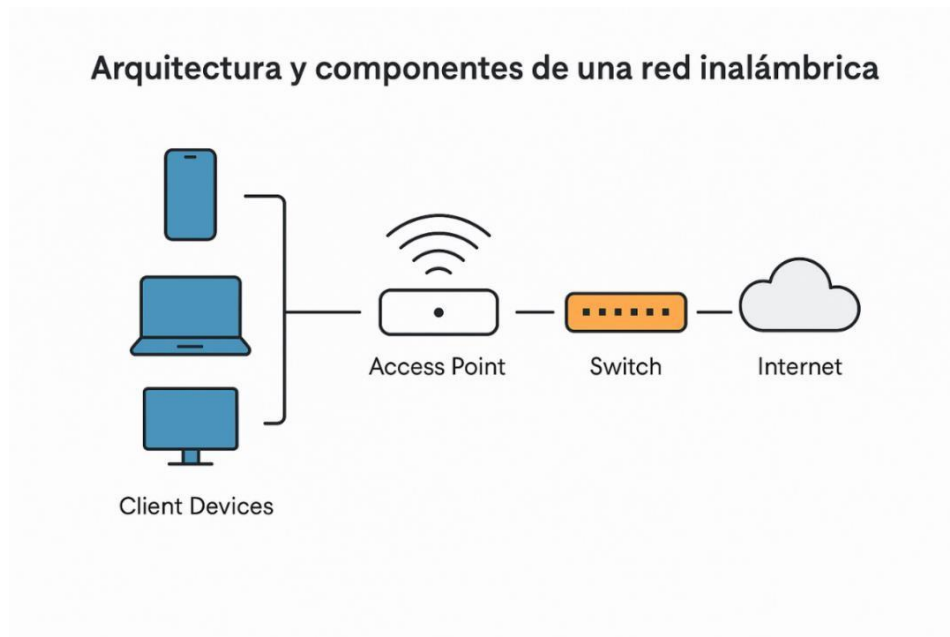 Arquitectura y componentes de una red inalámbrica
Access Point
Switch
Internet
Client Devices